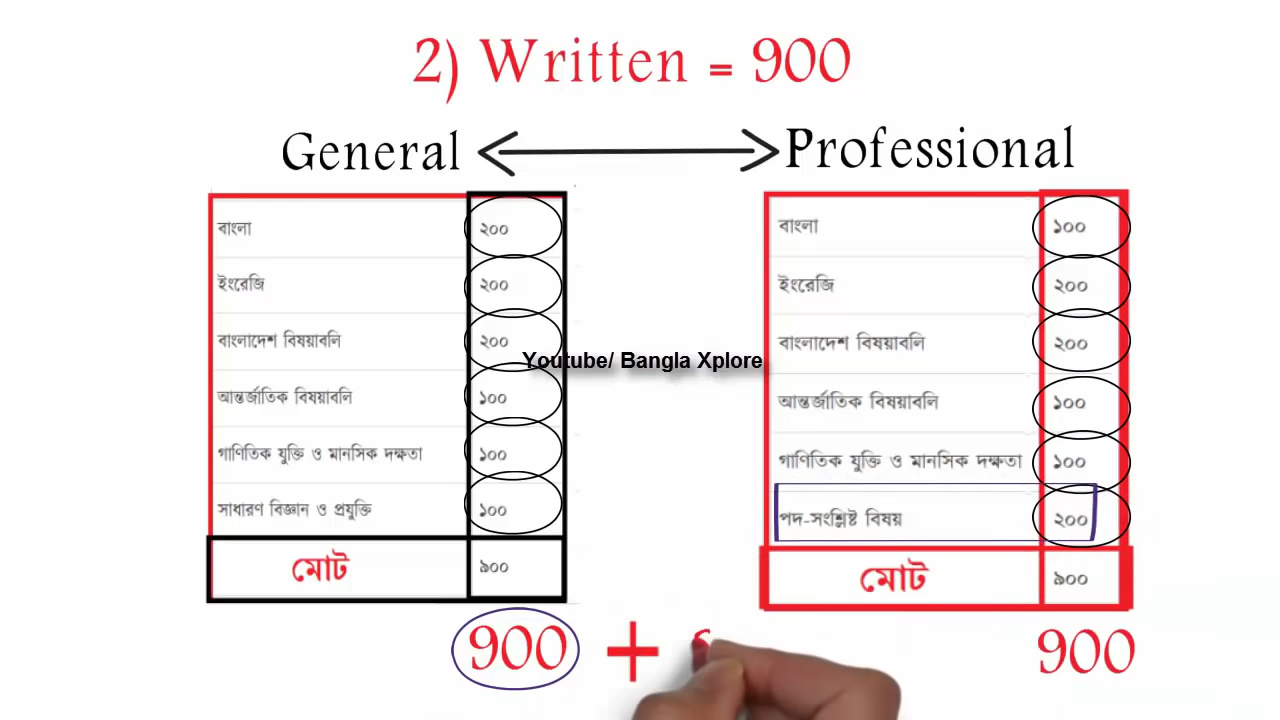 2) Written = 900
General
Professional
বাংলা ২০০
ইংরেজি ২০০
বাংলাদেশ বিষয়াবলি ২০০
আন্তর্জাতিক বিষয়াবলি ১০০
গাণিতিক যুক্তি ও মানসিক দক্ষতা ১০০
সাধারণ বিজ্ঞান ও প্রযুক্তি ১০০
মোট ৯০০
বাংলা ১০০
ইংরেজি ২০০
বাংলাদেশ বিষয়াবলি ২০০
আন্তর্জাতিক বিষয়াবলি ১০০
গাণিতিক যুক্তি ও মানসিক দক্ষতা ১০০
পদ-সংশ্লিষ্ট বিষয় ২০০
মোট ৯০০
Youtube/ Bangla Xplore
900 +
900